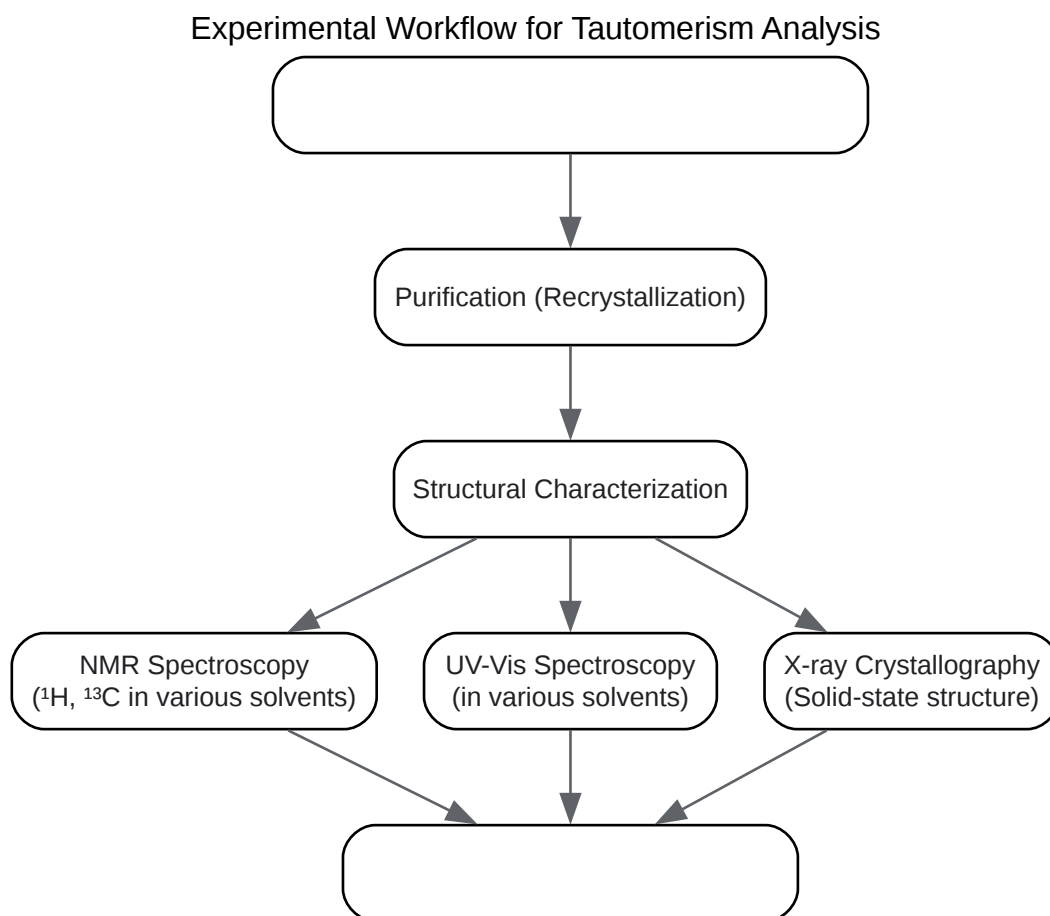 Experimental Workflow for Tautomerism Analysis
Purification (Recrystallization)
Structural Characterization
NMR Spectroscopy
(¹H, ¹³C in various solvents)
UV-Vis Spectroscopy
(in various solvents)
X-ray Crystallography
(Solid-state structure)